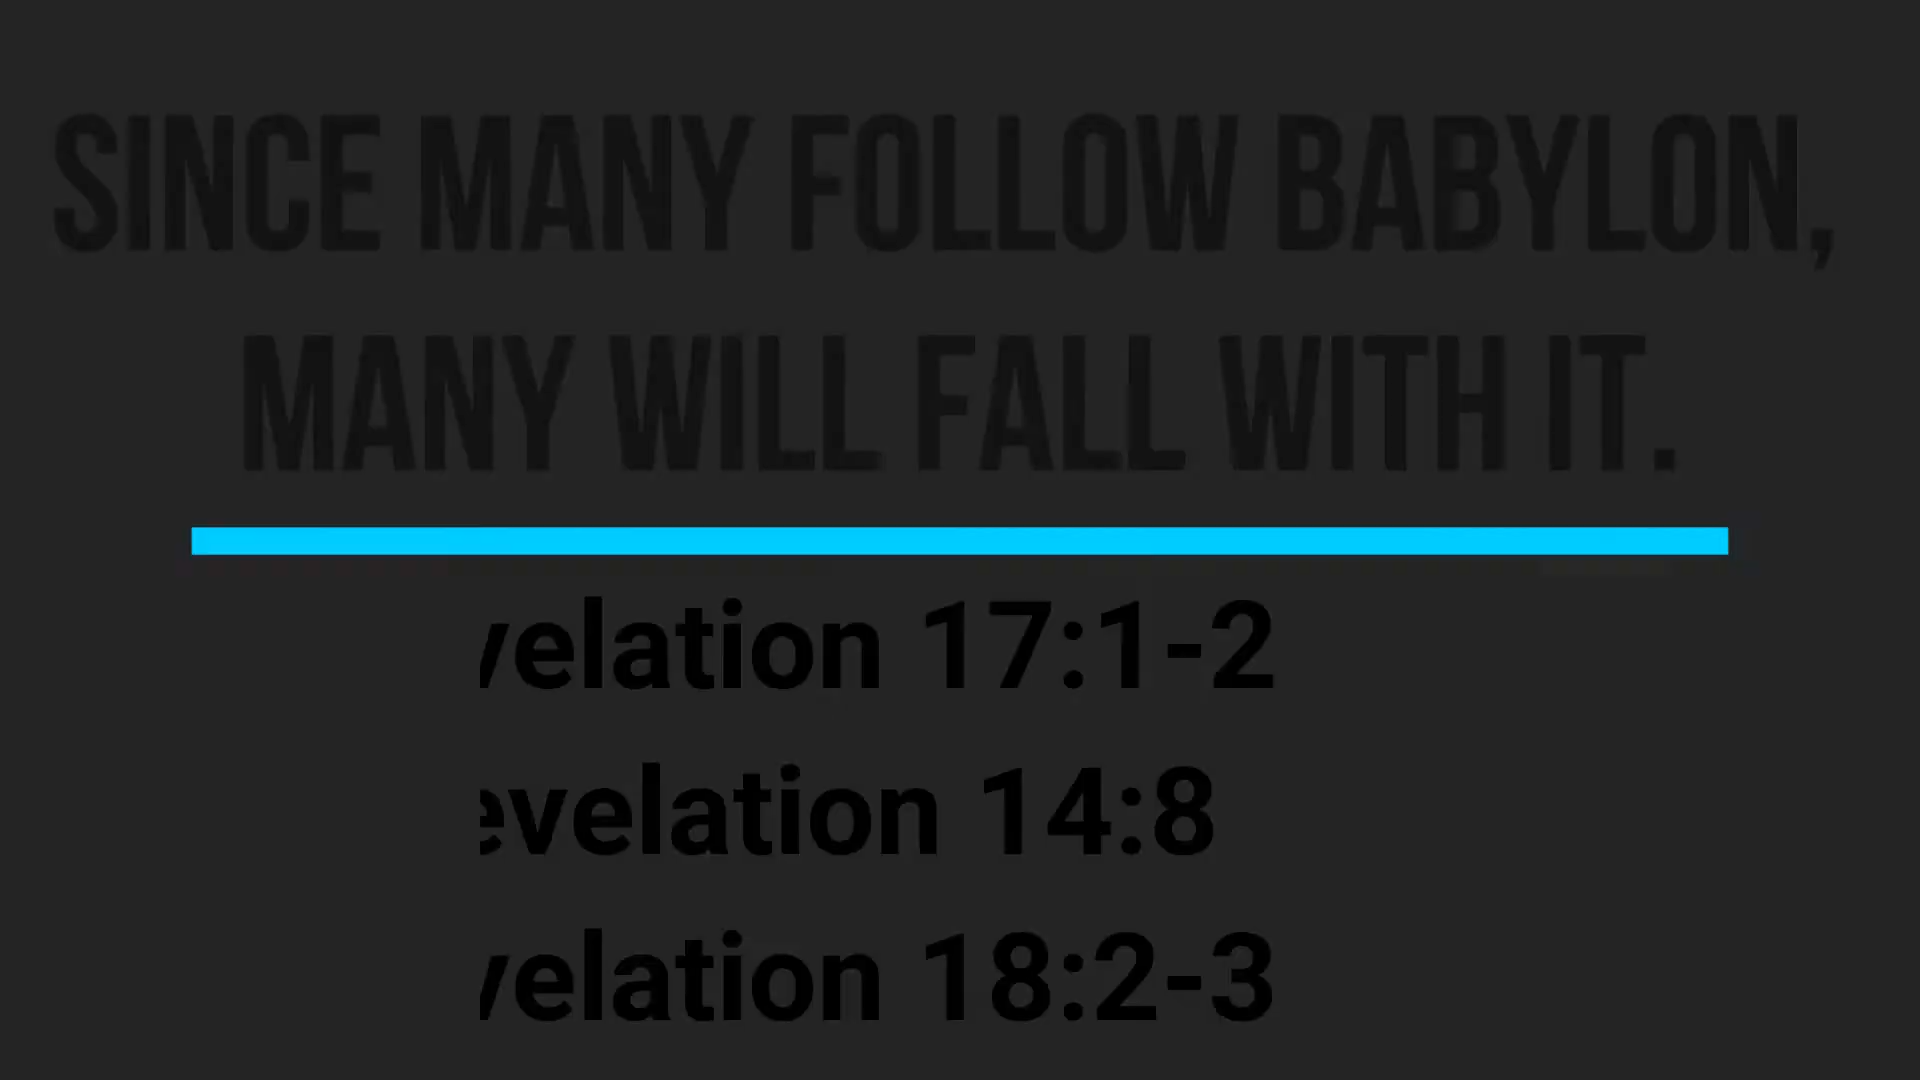 SINCE MANY FOLLOW BABYLON,
MANY WILL FALL WITH IT.
velation 17:1-2
evelation 14:8
velation 18:2-3